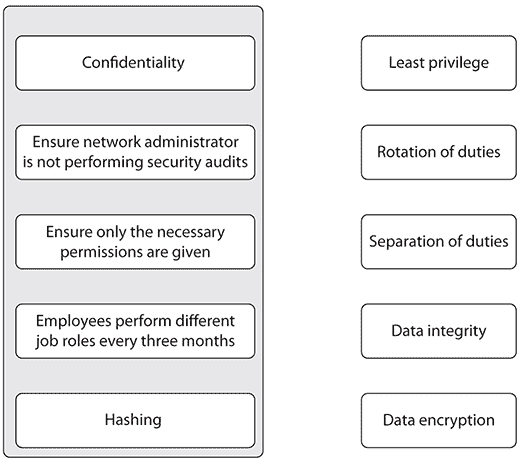 Confidentiality
Least privilege
Ensure network administrator
is not performing security audits
Rotation of duties
Ensure only the necessary
permissions are given
Separation of duties
Employees perform different
job roles every three months
Data integrity
Hashing
Data encryption